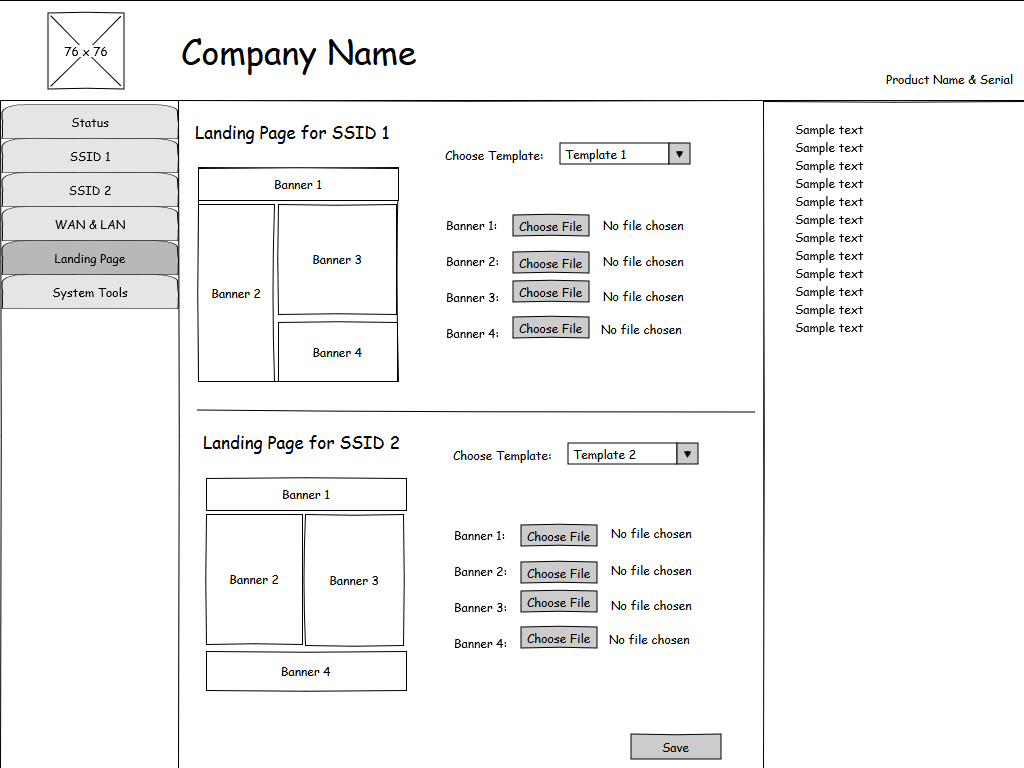 76 x 76
Company Name
Product Name & Serial
Status
SSID 1
SSID 2
WAN & LAN
Landing Page
System Tools
Landing Page for SSID 1
Choose Template:
Template 1
Banner 1
Banner 2
Banner 3
Banner 4
Banner 1: Choose File No file chosen
Banner 2: Choose File No file chosen
Banner 3: Choose File No file chosen
Banner 4: Choose File No file chosen
Landing Page for SSID 2
Choose Template:
Template 2
Banner 1
Banner 2
Banner 3
Banner 4
Banner 1: Choose File No file chosen
Banner 2: Choose File No file chosen
Banner 3: Choose File No file chosen
Banner 4: Choose File No file chosen
Save
Sample text
Sample text
Sample text
Sample text
Sample text
Sample text
Sample text
Sample text
Sample text
Sample text
Sample text
Sample text